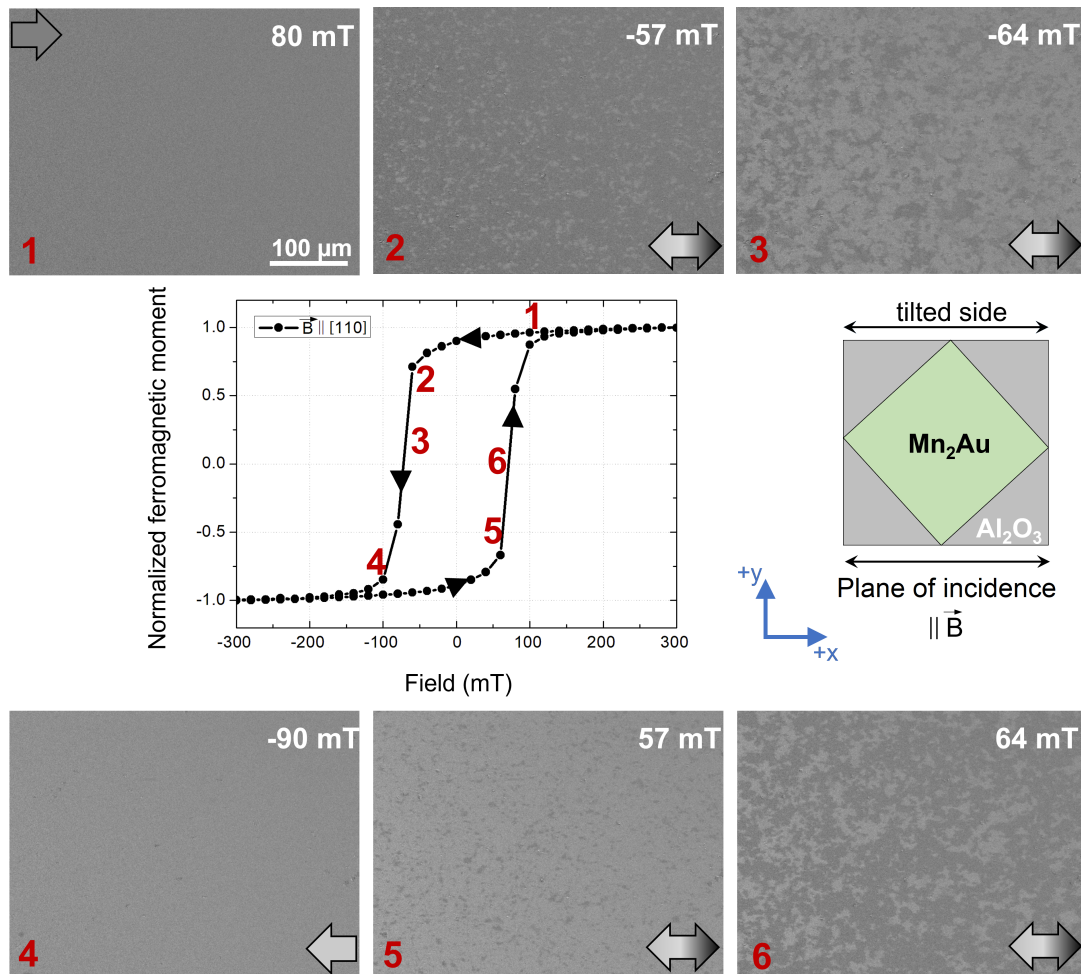 80 mT
1
100 µm
-57 mT
2
-64 mT
3
Normalized ferromagnetic moment
1.0
0.5
0.0
-0.5
-1.0
B || [110]
1
2
3
4
5
6
-300
-200
-100
0
100
200
300
Field (mT)
tilted side
Mn₂Au
Al₂O₃
Plane of incidence
|| B
+y
+x
-90 mT
4
57 mT
5
64 mT
6